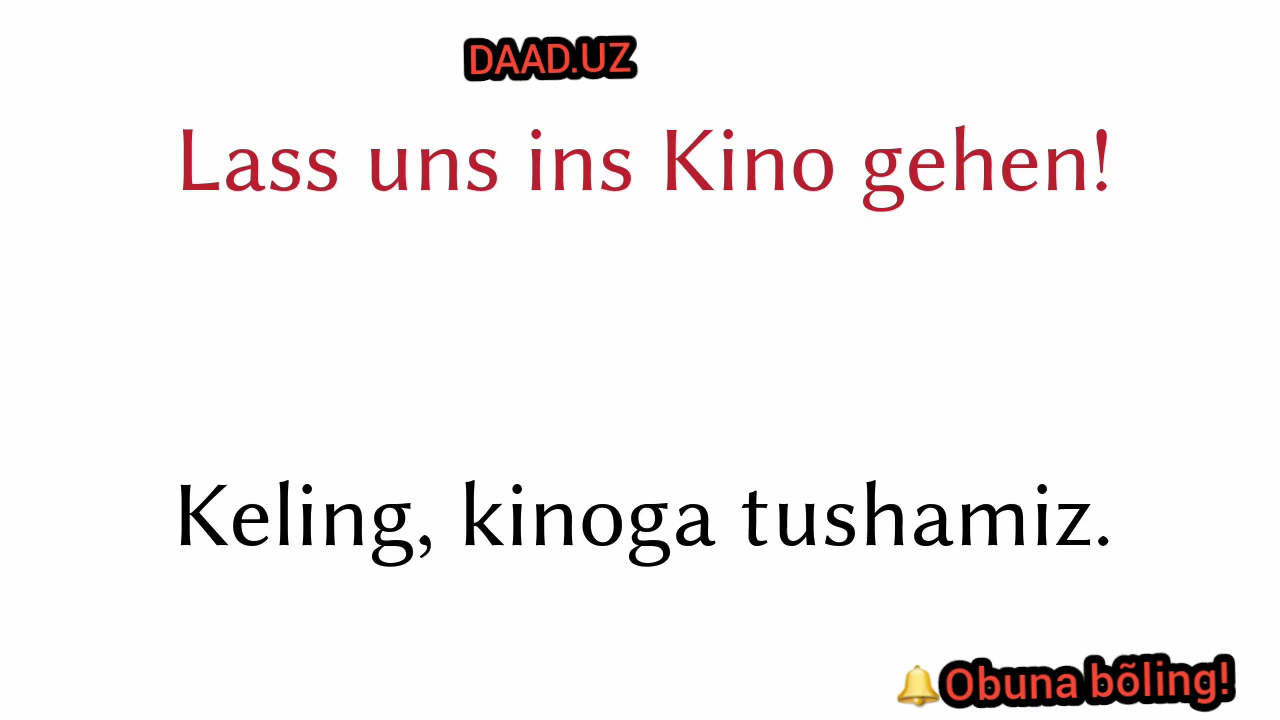 DAAD.UZ
Lass uns ins Kino gehen!
Keling, kinoga tushamiz.
🔔Obuna bõling!